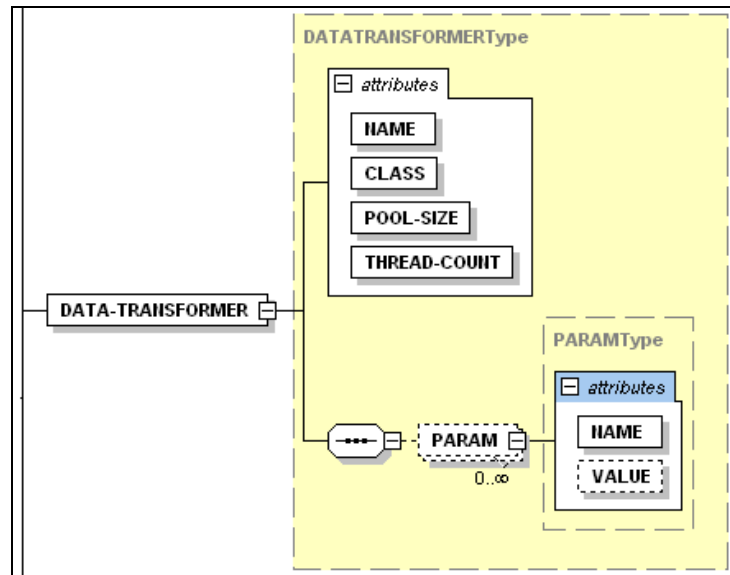 DATATRANSFORMERType
attributes
NAME
CLASS
POOL-SIZE
THREAD-COUNT
DATA-TRANSFORMER
PARAMType
attributes
NAME
VALUE
PARAM
0..∞